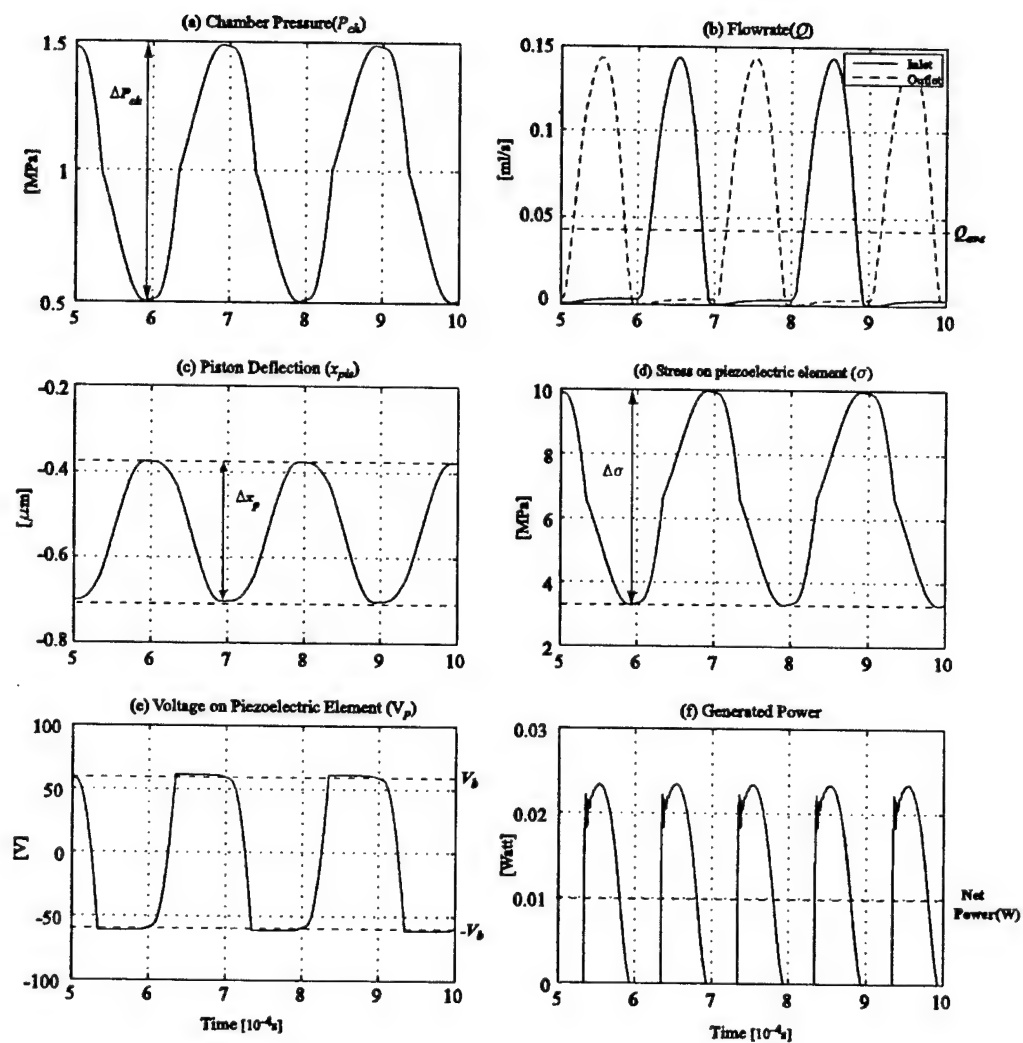 (a) Chamber Pressure(P_ch)
1.5
1
0.5
[MPa]
ΔP_ch
5 6 7 8 9 10
(b) Flowrate(Q)
0.15
0.1
0.05
0
[ml/s]
Inlet
Outlet
Q_ave
5 6 7 8 9 10
(c) Piston Deflection (x_pis)
-0.2
-0.4
-0.6
-0.8
[μm]
Δx_p
5 6 7 8 9 10
(d) Stress on piezoelectric element (σ)
10
8
6
4
2
[MPa]
Δσ
5 6 7 8 9 10
(e) Voltage on Piezoelectric Element (V_p)
100
50
0
-50
-100
[V]
V_b
-V_b
5 6 7 8 9 10
Time [10⁻⁴s]
(f) Generated Power
0.03
0.02
0.01
0
[Watt]
Net
Power(W)
5 6 7 8 9 10
Time [10⁻⁴s]